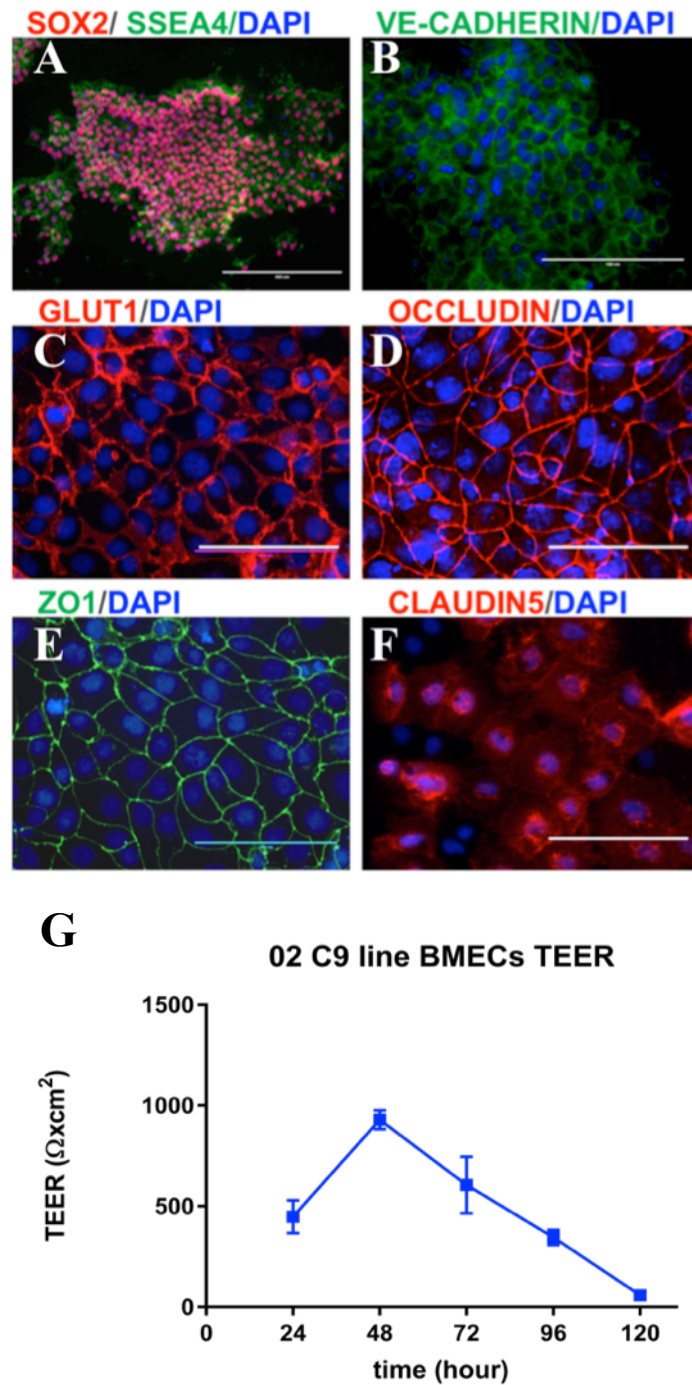 SOX2/ SSEA4/DAPI
VE-CADHERIN/DAPI
A
B
GLUT1/DAPI
OCCLUDIN/DAPI
C
D
ZO1/DAPI
CLAUDIN5/DAPI
E
F
G
02 C9 line BMECs TEER
TEER (Ωxcm²)
1500
1000
500
0
0 24 48 72 96 120
time (hour)